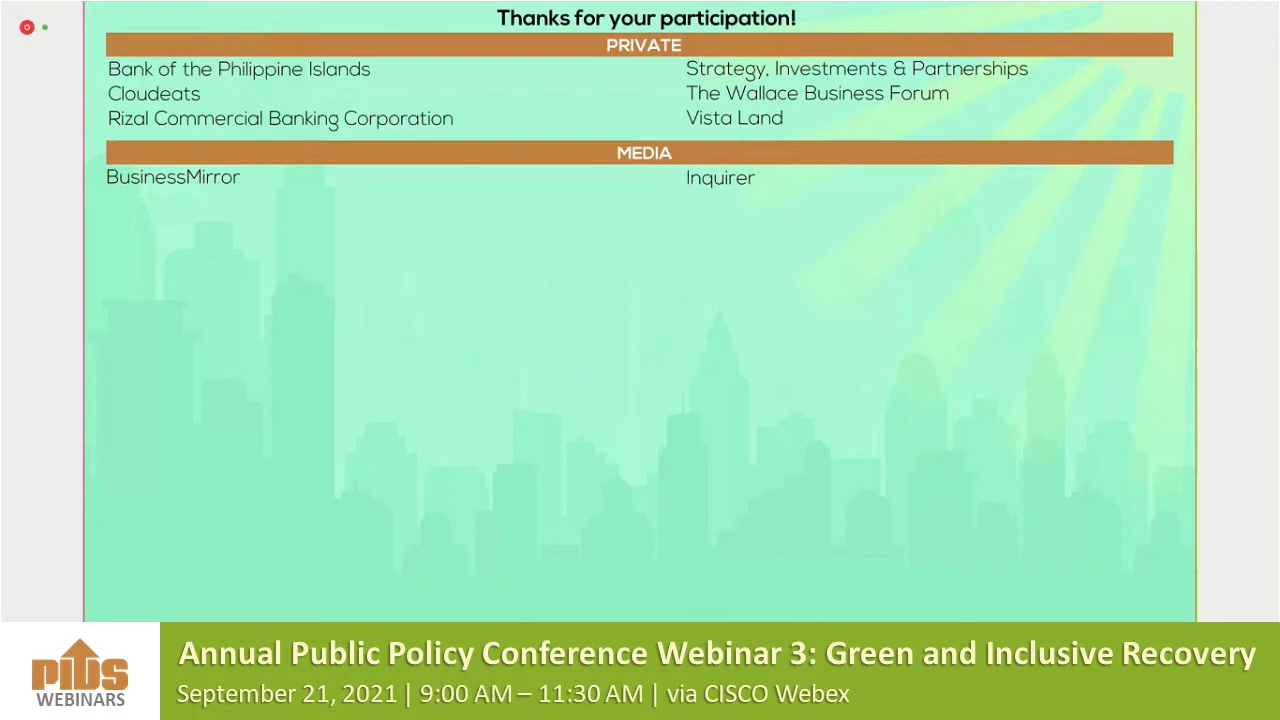 Thanks for your participation!
PRIVATE
Bank of the Philippine Islands
Cloudeats
Rizal Commercial Banking Corporation
Strategy, Investments & Partnerships
The Wallace Business Forum
Vista Land
MEDIA
BusinessMirror
Inquirer
PIDS
WEBINARS
Annual Public Policy Conference Webinar 3: Green and Inclusive Recovery
September 21, 2021 | 9:00 AM – 11:30 AM | via CISCO Webex